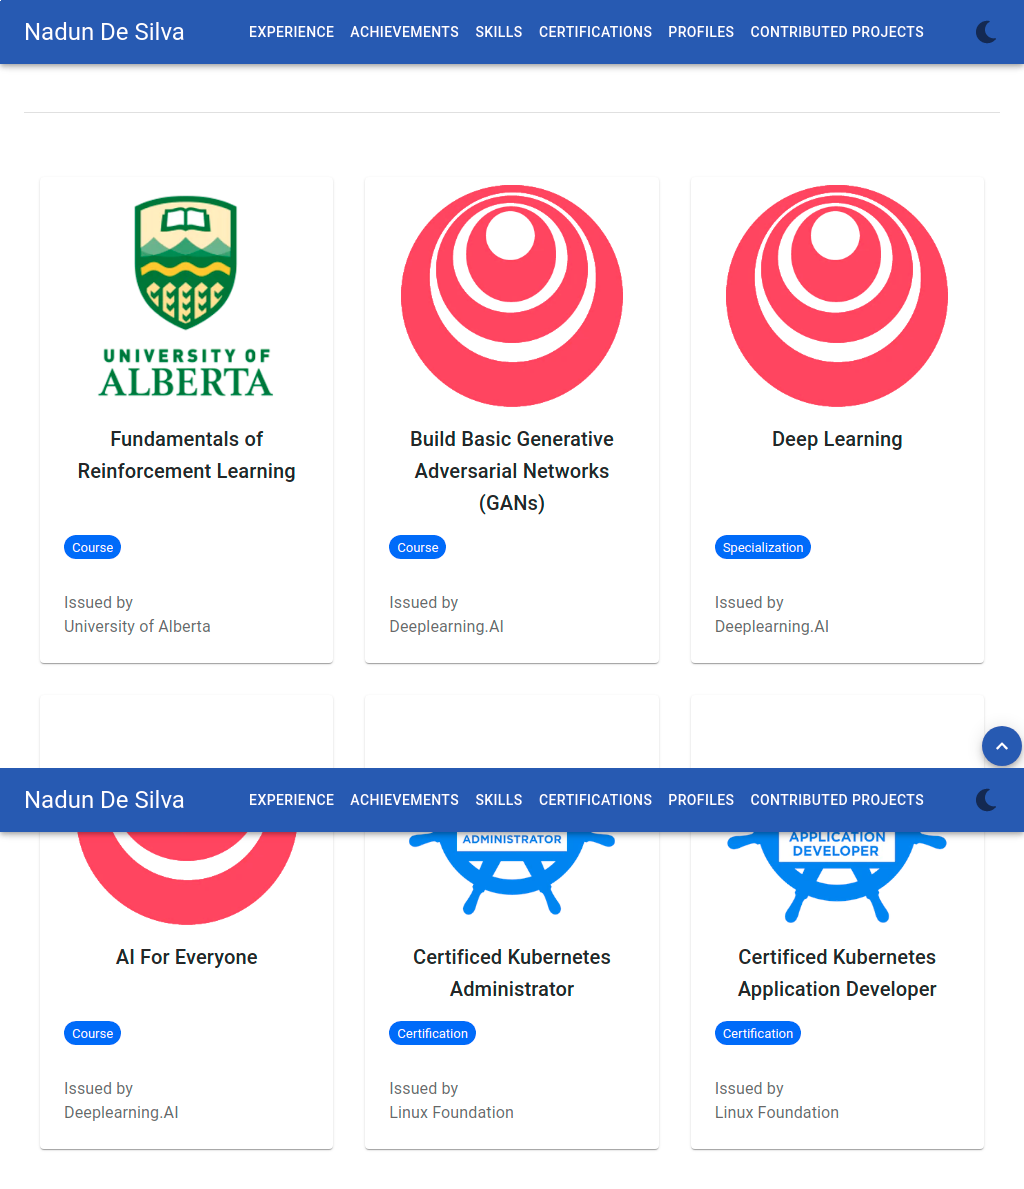 Nadun De Silva
EXPERIENCE ACHIEVEMENTS SKILLS CERTIFICATIONS PROFILES CONTRIBUTED PROJECTS
UNIVERSITY OF
ALBERTA
Fundamentals of
Reinforcement Learning
Course
Issued by
University of Alberta
Build Basic Generative
Adversarial Networks
(GANs)
Course
Issued by
Deeplearning.AI
Deep Learning
Specialization
Issued by
Deeplearning.AI
Nadun De Silva
EXPERIENCE ACHIEVEMENTS SKILLS CERTIFICATIONS PROFILES CONTRIBUTED PROJECTS
AI For Everyone
Course
Issued by
Deeplearning.AI
ADMINISTRATOR
Certificed Kubernetes
Administrator
Certification
Issued by
Linux Foundation
APPLICATION
DEVELOPER
Certificed Kubernetes
Application Developer
Certification
Issued by
Linux Foundation